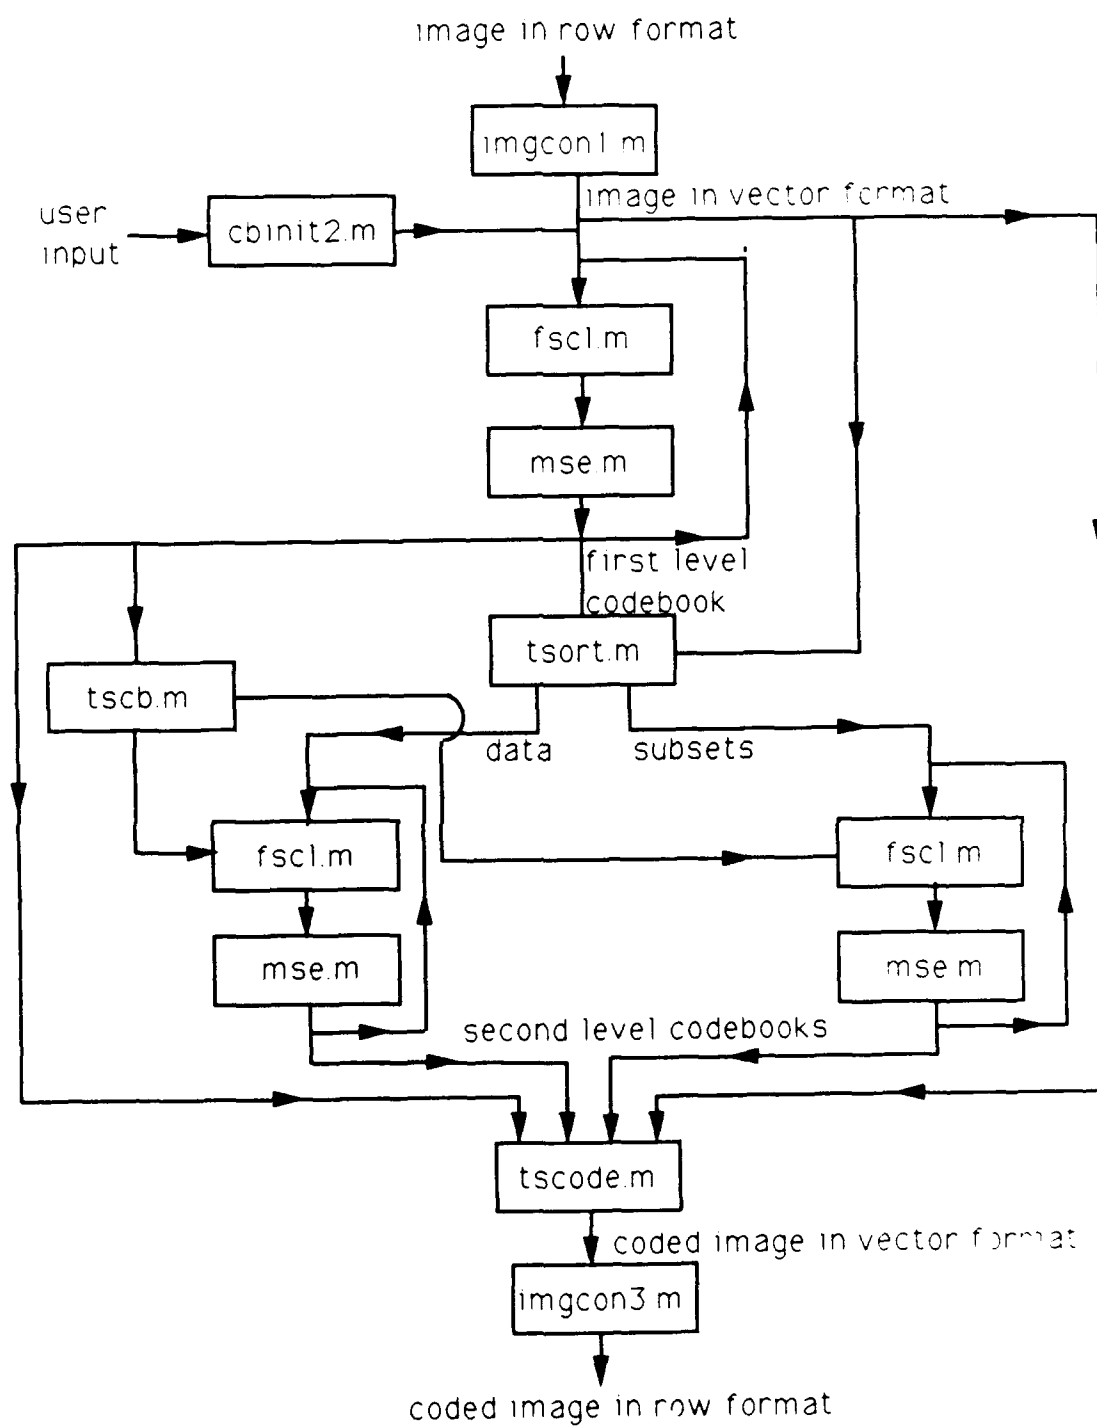 image in row format
imgcon1.m
image in vector format
user
input
cbinit2.m
fscl.m
mse.m
first level
codebook
tsort.m
tscb.m
data
subsets
fscl.m
fscl.m
mse.m
mse.m
second level codebooks
tscode.m
coded image in vector format
imgcon3.m
coded image in row format